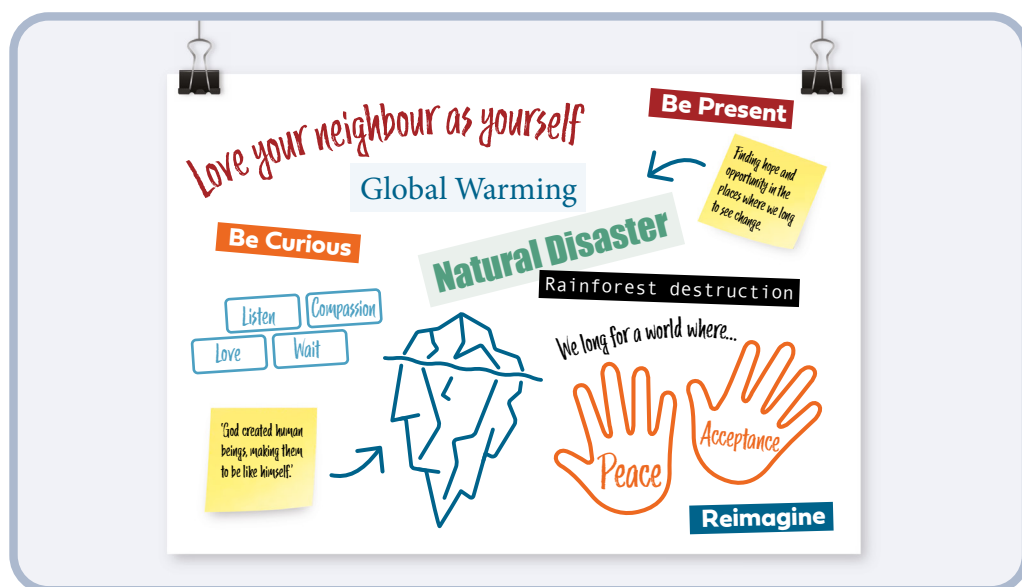 Love your neighbour as yourself
Be Present
Finding hope and
opportunity in the
places where we long
to see change.
Global Warming
Be Curious
Natural Disaster
Rainforest destruction
Listen
Compassion
Love
Wait
We long for a world where...
'God created human
beings, making them
to be like himself.'
Peace
Acceptance
Reimagine